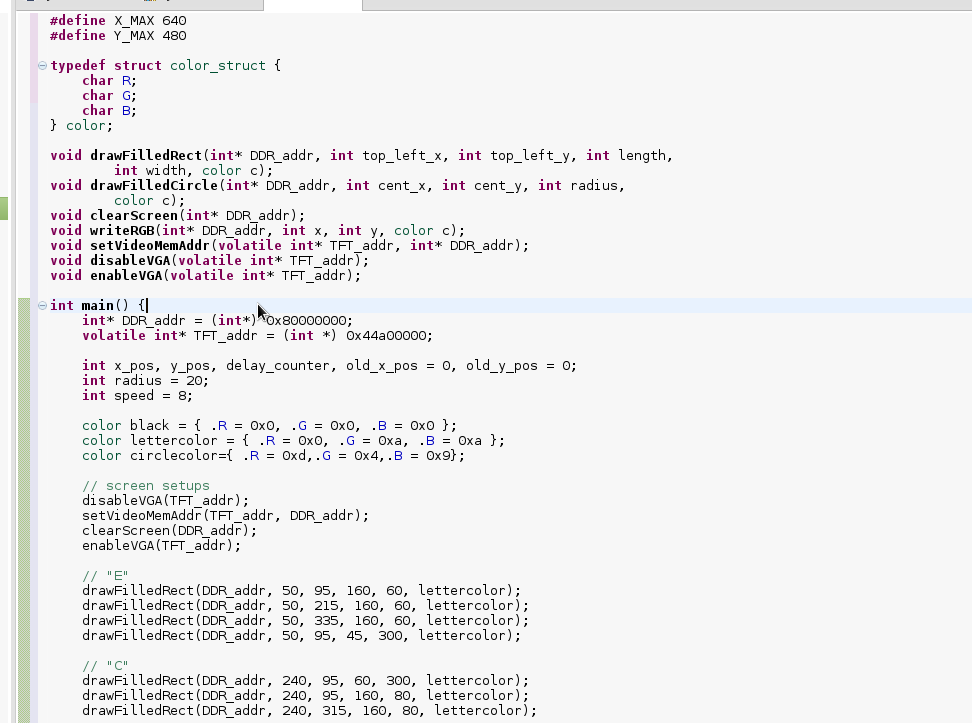 #define X_MAX 640
#define Y_MAX 480
typedef struct color_struct {
    char R;
    char G;
    char B;
} color;
void drawFilledRect(int* DDR_addr, int top_left_x, int top_left_y, int length,
        int width, color c);
void drawFilledCircle(int* DDR_addr, int cent_x, int cent_y, int radius,
        color c);
void clearScreen(int* DDR_addr);
void writeRGB(int* DDR_addr, int x, int y, color c);
void setVideoMemAddr(volatile int* TFT_addr, int* DDR_addr);
void disableVGA(volatile int* TFT_addr);
void enableVGA(volatile int* TFT_addr);
int main() {
    int* DDR_addr = (int*) 0x80000000;
    volatile int* TFT_addr = (int *) 0x44a00000;
    int x_pos, y_pos, delay_counter, old_x_pos = 0, old_y_pos = 0;
    int radius = 20;
    int speed = 8;
    color black = { .R = 0x0, .G = 0x0, .B = 0x0 };
    color lettercolor = { .R = 0x0, .G = 0xa, .B = 0xa };
    color circlecolor={ .R = 0xd,.G = 0x4,.B = 0x9};
    // screen setups
    disableVGA(TFT_addr);
    setVideoMemAddr(TFT_addr, DDR_addr);
    clearScreen(DDR_addr);
    enableVGA(TFT_addr);
    // "E"
    drawFilledRect(DDR_addr, 50, 95, 160, 60, lettercolor);
    drawFilledRect(DDR_addr, 50, 215, 160, 60, lettercolor);
    drawFilledRect(DDR_addr, 50, 335, 160, 60, lettercolor);
    drawFilledRect(DDR_addr, 50, 95, 45, 300, lettercolor);
    // "C"
    drawFilledRect(DDR_addr, 240, 95, 60, 300, lettercolor);
    drawFilledRect(DDR_addr, 240, 95, 160, 80, lettercolor);
    drawFilledRect(DDR_addr, 240, 315, 160, 80, lettercolor);